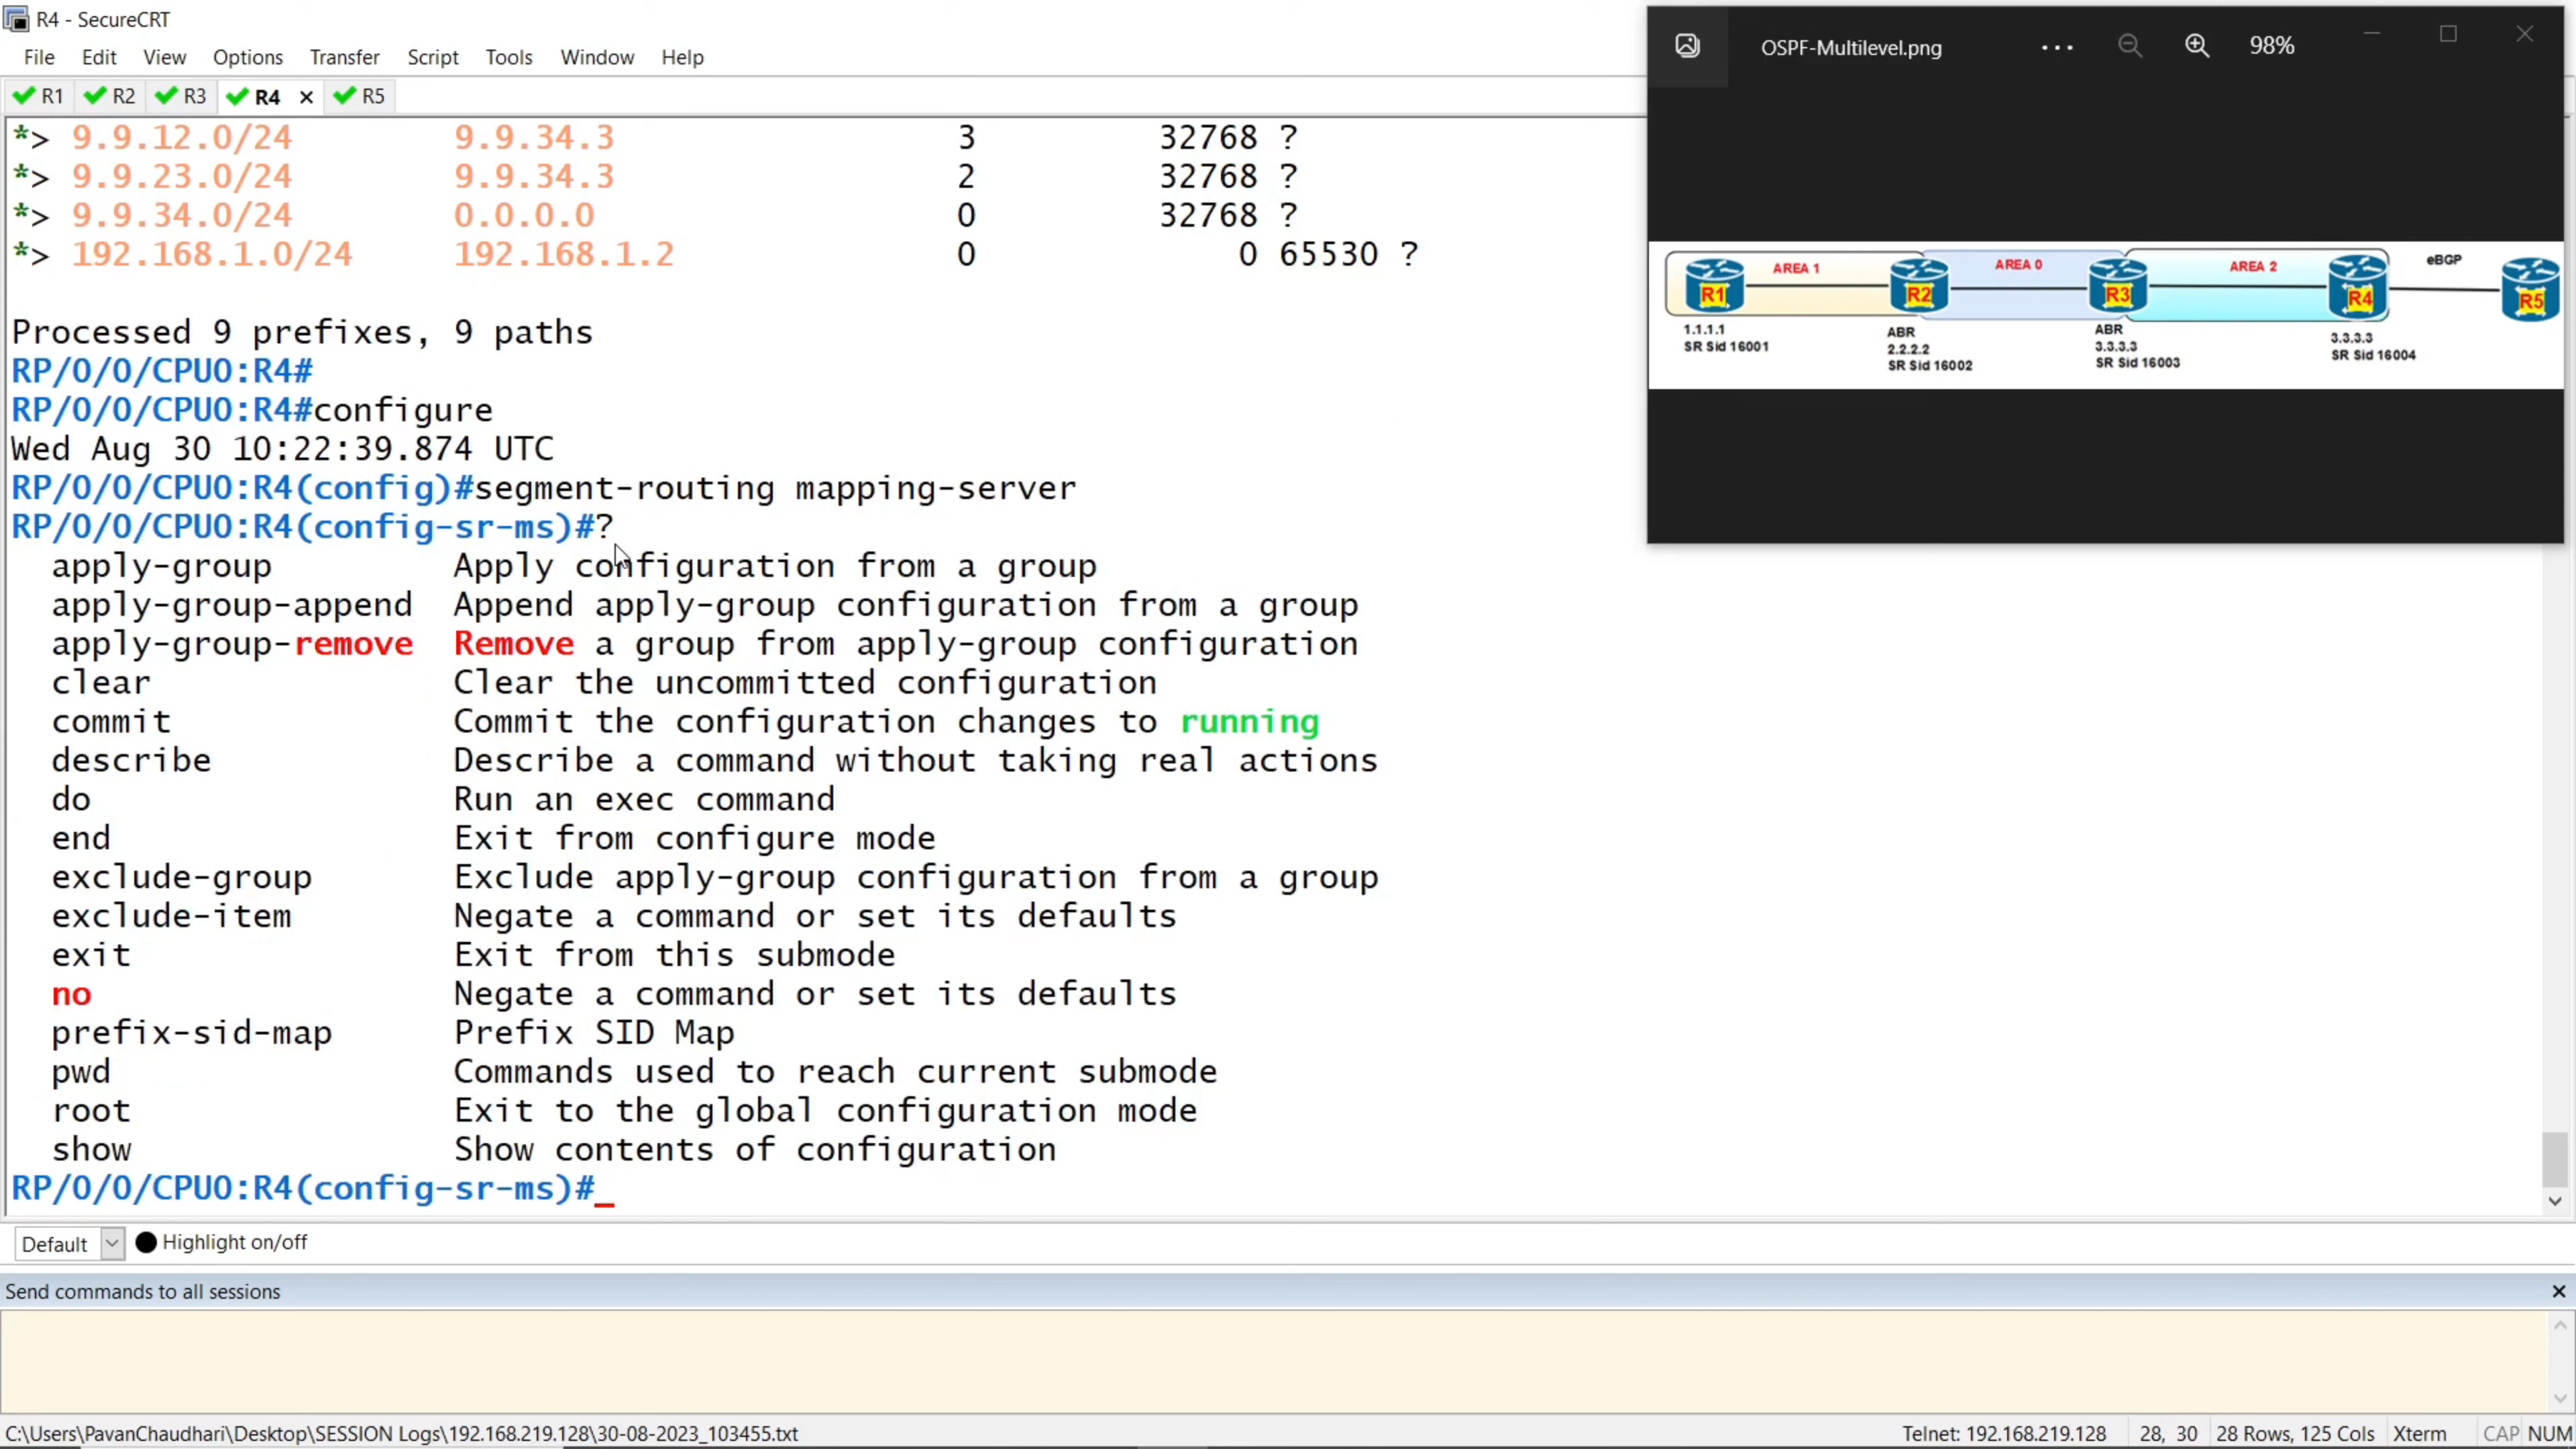 R4 - SecureCRT
File Edit View Options Transfer Script Tools Window Help
R1 R2 R3 R4 × R5
*> 9.9.12.0/24 9.9.34.3 3 32768 ?
*> 9.9.23.0/24 9.9.34.3 2 32768 ?
*> 9.9.34.0/24 0.0.0.0 0 32768 ?
*> 192.168.1.0/24 192.168.1.2 0 0 65530 ?
Processed 9 prefixes, 9 paths
RP/0/0/CPU0:R4#
RP/0/0/CPU0:R4#configure
Wed Aug 30 10:22:39.874 UTC
RP/0/0/CPU0:R4(config)#segment-routing mapping-server
RP/0/0/CPU0:R4(config-sr-ms)#?
apply-group Apply configuration from a group
apply-group-append Append apply-group configuration from a group
apply-group-remove Remove a group from apply-group configuration
clear Clear the uncommitted configuration
commit Commit the configuration changes to running
describe Describe a command without taking real actions
do Run an exec command
end Exit from configure mode
exclude-group Exclude apply-group configuration from a group
exclude-item Negate a command or set its defaults
exit Exit from this submode
no Negate a command or set its defaults
prefix-sid-map Prefix SID Map
pwd Commands used to reach current submode
root Exit to the global configuration mode
show Show contents of configuration
RP/0/0/CPU0:R4(config-sr-ms)#_
OSPF-Multilevel.png ... 98%
AREA 1 AREA 0 AREA 2 eBGP
R1 R2 R3 R4 R5
1.1.1.1
SR Sid 16001
ABR
2.2.2.2
SR Sid 16002
ABR
3.3.3.3
SR Sid 16003
3.3.3.3
SR Sid 16004
Default Highlight on/off
Send commands to all sessions
C:\Users\PavanChaudhari\Desktop\SESSION Logs\192.168.219.128\30-08-2023_103455.txt Telnet: 192.168.219.128 28, 30 28 Rows, 125 Cols Xterm CAP NUM